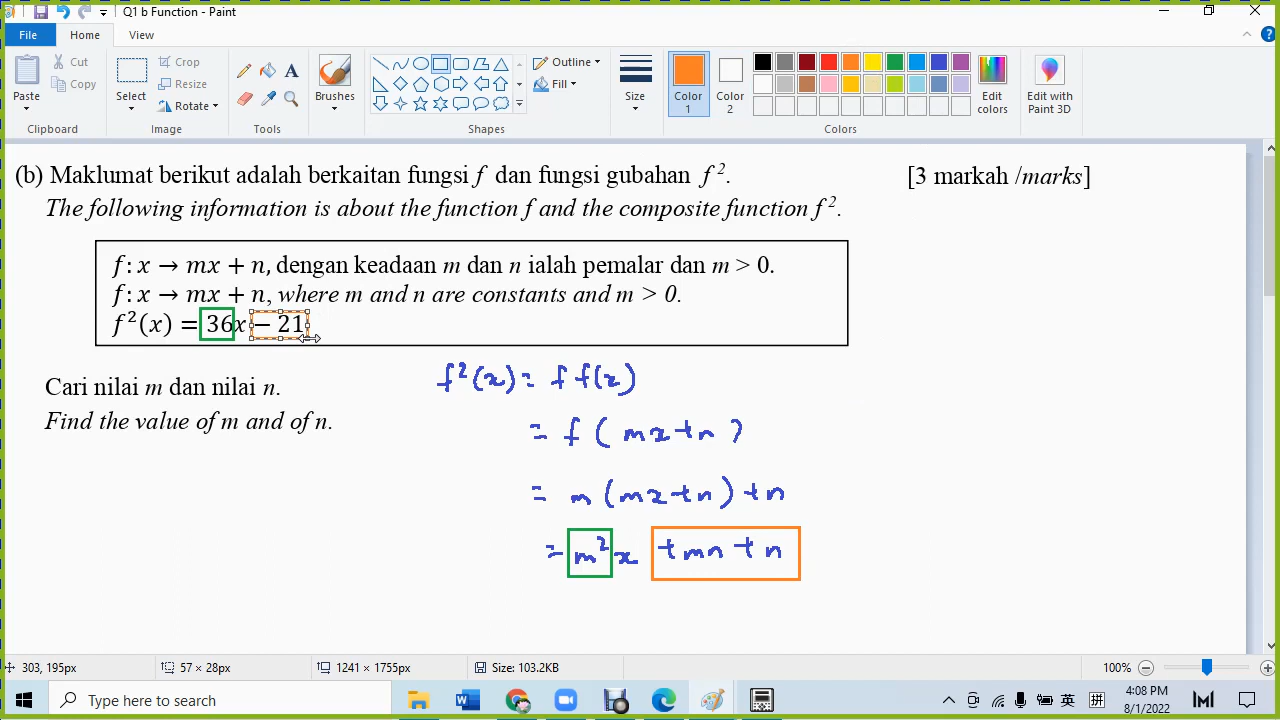 Q1 b Function - Paint
File
Home
View
Paste
Cut
Copy
Clipboard
Select
Crop
Resize
Rotate
Image
A
Tools
Brushes
Outline
Fill
Shapes
Size
Color 1
Color 2
Edit colors
Colors
Edit with Paint 3D
(b) Maklumat berikut adalah berkaitan fungsi f dan fungsi gubahan f². [3 markah /marks]
The following information is about the function f and the composite function f².
f: x → mx + n, dengan keadaan m dan n ialah pemalar dan m > 0.
f: x → mx + n, where m and n are constants and m > 0.
f²(x) = 36x − 21
Cari nilai m dan nilai n.
Find the value of m and of n.
f²(x) = f f(x)
= f (mx+n)
= m(mx+n)+n
= m²x +mn+n
303, 195px
57 × 28px
1241 × 1755px
Size: 103.2KB
100%
Type here to search
英
拼
4:08 PM
8/1/2022